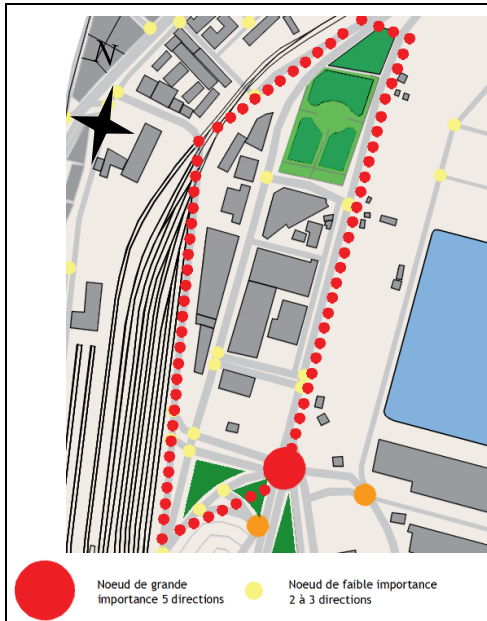 N
Noeud de grande
importance 5 directions
Noeud de faible importance
2 à 3 directions